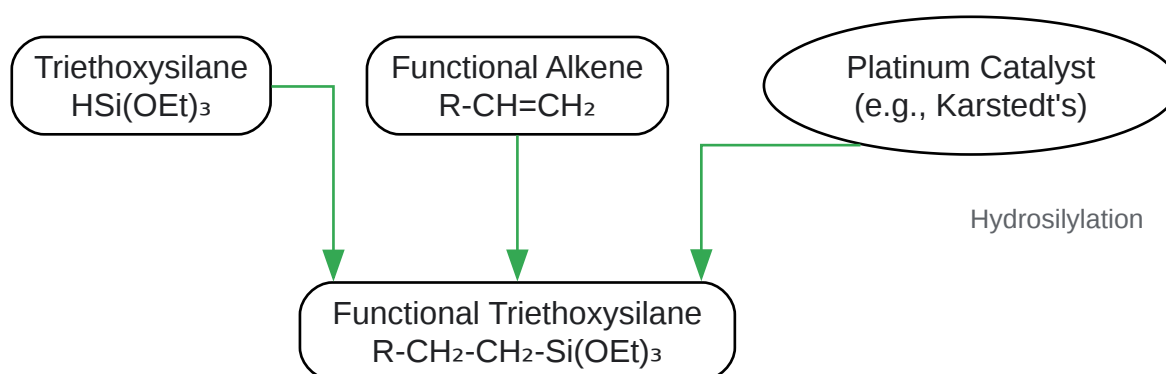 Triethoxysilane
HSi(OEt)₃
Functional Alkene
R-CH=CH₂
Platinum Catalyst
(e.g., Karstedt's)
Hydrosilylation
Functional Triethoxysilane
R-CH₂-CH₂-Si(OEt)₃